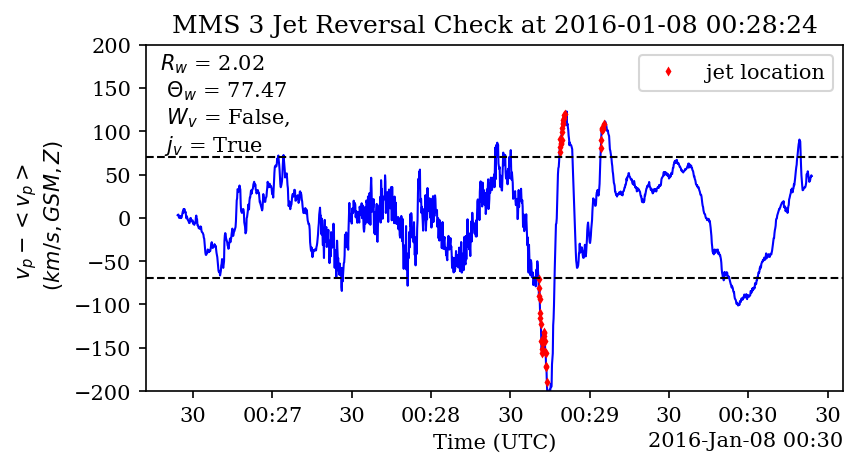 MMS 3 Jet Reversal Check at 2016-01-08 00:28:24
R_w = 2.02
Θ_w = 77.47
W_v = False,
j_v = True
jet location
v_p − <v_p>
(km/s, GSM, Z)
200
150
100
50
0
−50
−100
−150
−200
30 00:27 30 00:28 30 00:29 30 00:30 30
Time (UTC)
2016-Jan-08 00:30